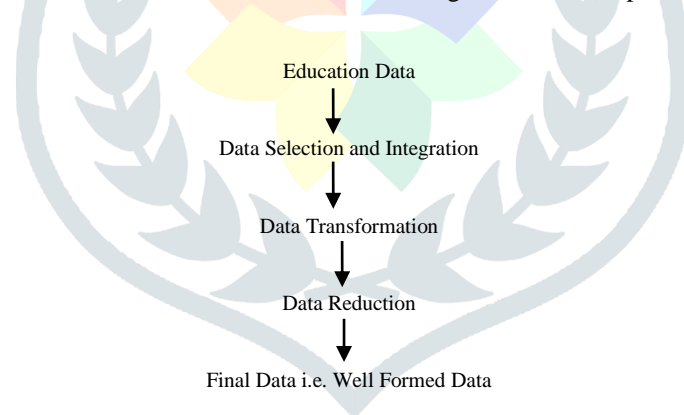 Education Data
Data Selection and Integration
Data Transformation
Data Reduction
Final Data i.e. Well Formed Data